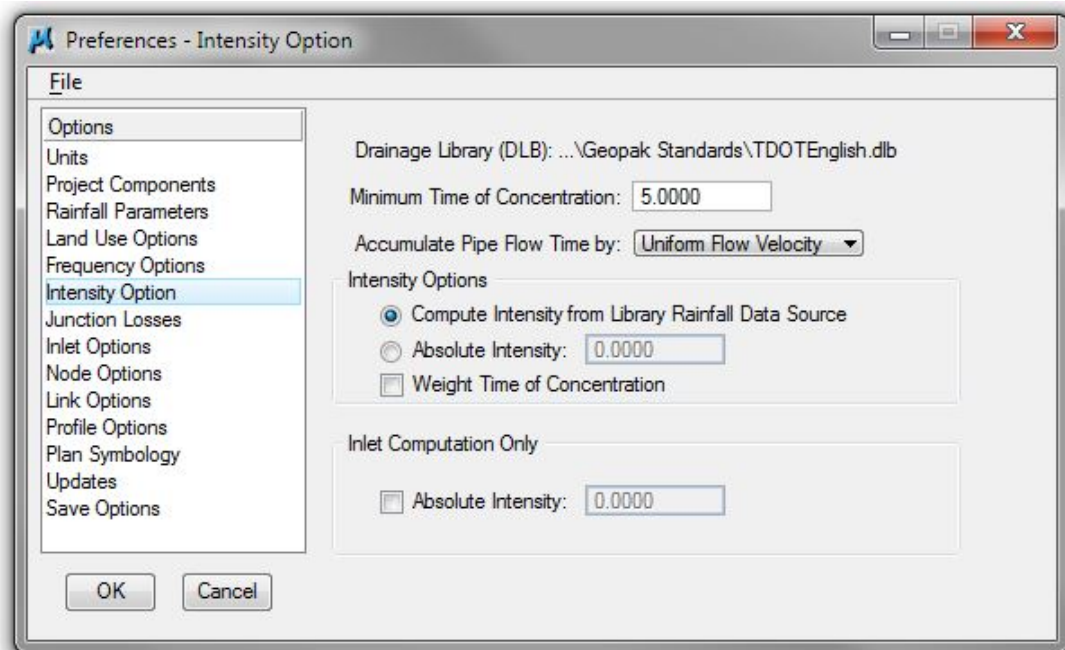 Preferences - Intensity Option
File
Options
Units
Project Components
Rainfall Parameters
Land Use Options
Frequency Options
Intensity Option
Junction Losses
Inlet Options
Node Options
Link Options
Profile Options
Plan Symbology
Updates
Save Options
Drainage Library (DLB): ...\Geopak Standards\TDOTEnglish.dlb
Minimum Time of Concentration: 5.0000
Accumulate Pipe Flow Time by: Uniform Flow Velocity
Intensity Options
Compute Intensity from Library Rainfall Data Source
Absolute Intensity: 0.0000
Weight Time of Concentration
Inlet Computation Only
Absolute Intensity: 0.0000
OK Cancel